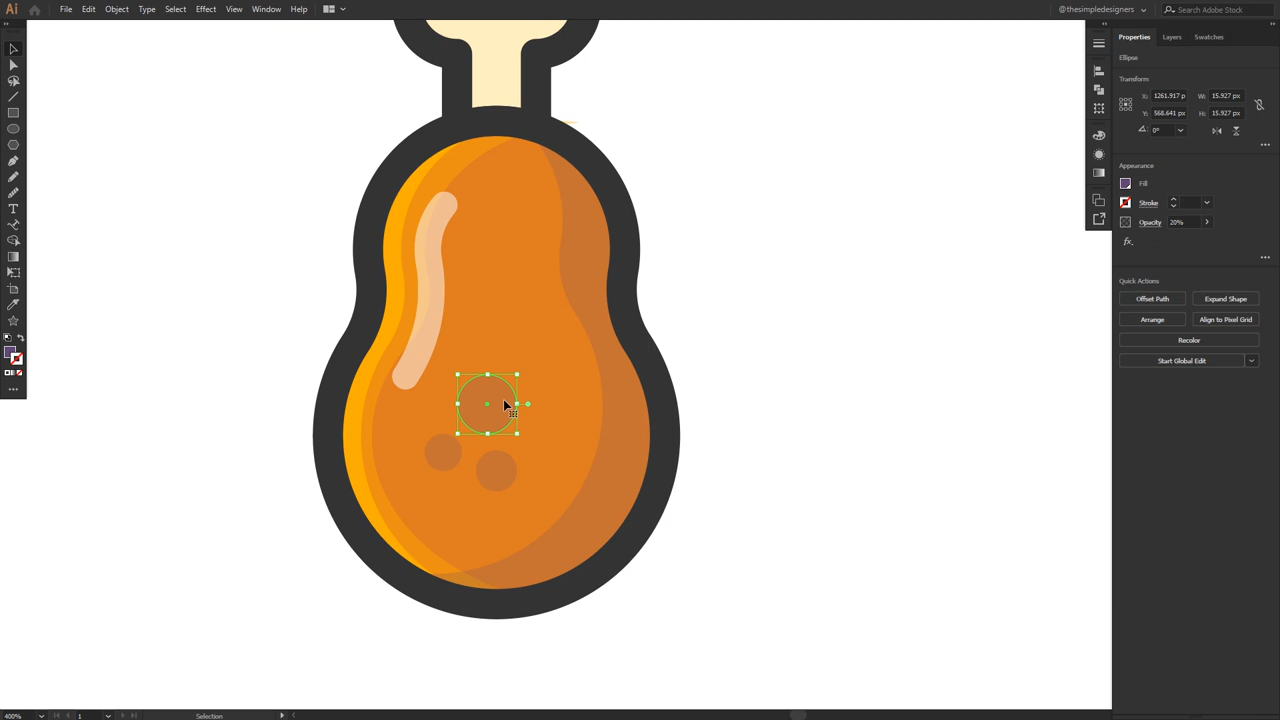 Ai File Edit Object Type Select Effect View Window Help @thesimpledesigners Search Adobe Stock
Properties Layers Swatches
Ellipse
Transform
X: 1261.917 p W: 15.927 px
Y: 568.641 px H: 15.927 px
0°
Appearance
Fill
Stroke
Opacity 20%
fx.
Quick Actions
Offset Path Expand Shape
Arrange Align to Pixel Grid
Recolor
Start Global Edit
400% 1 Selection